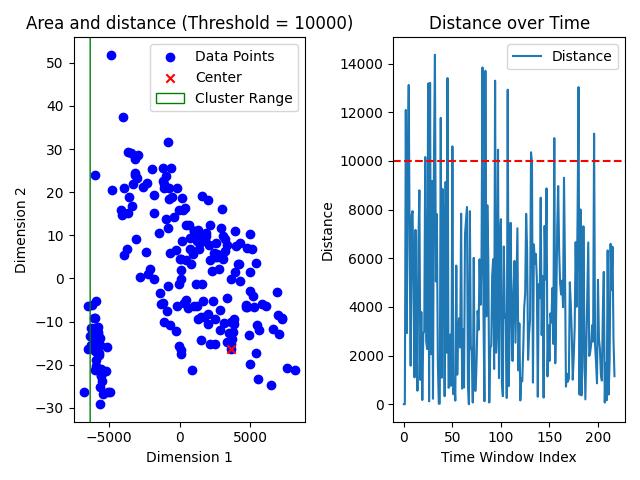 Area and distance (Threshold = 10000)
Data Points
Center
Cluster Range
50
40
30
20
10
0
−10
−20
−30
Dimension 2
−5000
0
5000
Dimension 1
Distance over Time
Distance
14000
12000
10000
8000
6000
4000
2000
0
Distance
0
50
100
150
200
Time Window Index